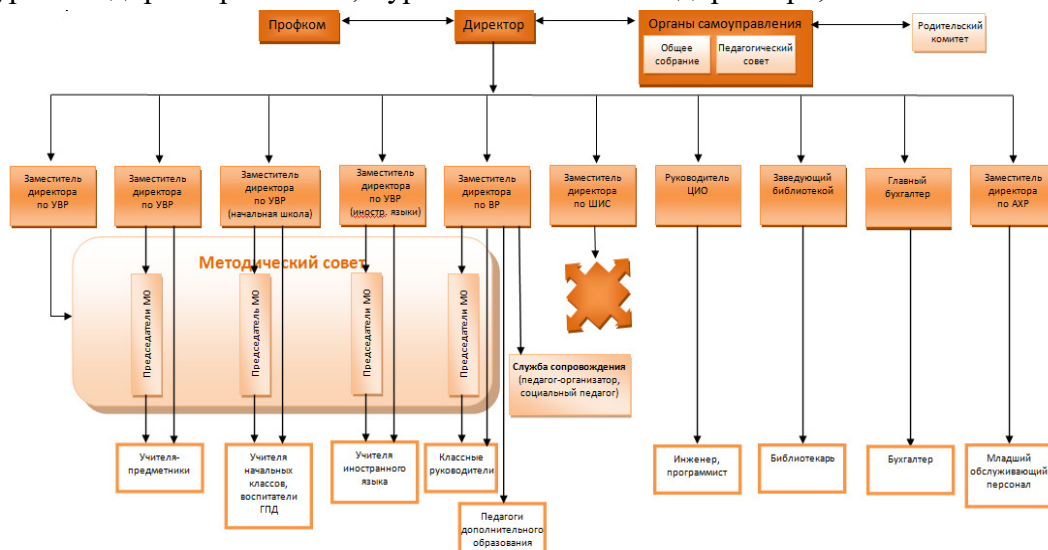 Профком
Директор
Органы самоуправления
Общее
собрание
Педагогический
совет
Родительский
комитет
Заместитель
директора
по УВР
Заместитель
директора
по УВР
Заместитель
директора
по УВР
(начальная школа)
Заместитель
директора
по УВР
(иностр. языки)
Заместитель
директора
по ВР
Заместитель
директора
по ШИС
Руководитель
ЦИО
Заведующий
библиотекой
Главный
бухгалтер
Заместитель
директора
по АХР
Методический совет
Председатели МО
Председатель МО
Председатели МО
Председатель МО
Служба сопровождения
(педагог-организатор,
социальный педагог)
Учителя-
предметники
Учителя
начальных
классов,
воспитатели
ГПД
Учителя
иностранного
языка
Классные
руководители
Педагоги
дополнительного
образования
Инженер,
программист
Библиотекарь
Бухгалтер
Младший
обслуживающий
персонал